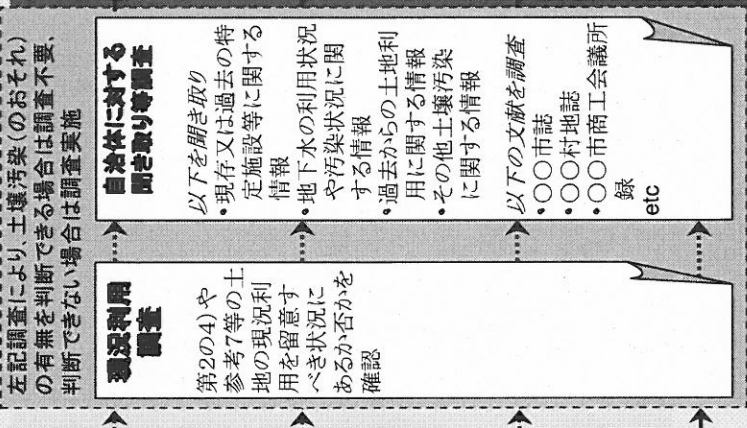 左記調査により、土壌汚染(のおそれ)
の有無を判断できる場合は調査不要、
判断できない場合は調査実施
現況利用
調査
第2の4)や
参考7等の土
地の現況利
用を留意す
べき状況に
あるか否かを
確認
自治体に対する
聞き取り等調査
以下を聞き取り
・現存又は過去の特
定施設等に関する
情報
・地下水の利用状況
や汚染状況に関
する情報
・過去からの土地利
用に関する情報
・その他土壌汚染
に関する情報
以下の文献を調査
・○○市誌
・○○村地誌
・○○市商工会議所
録
etc